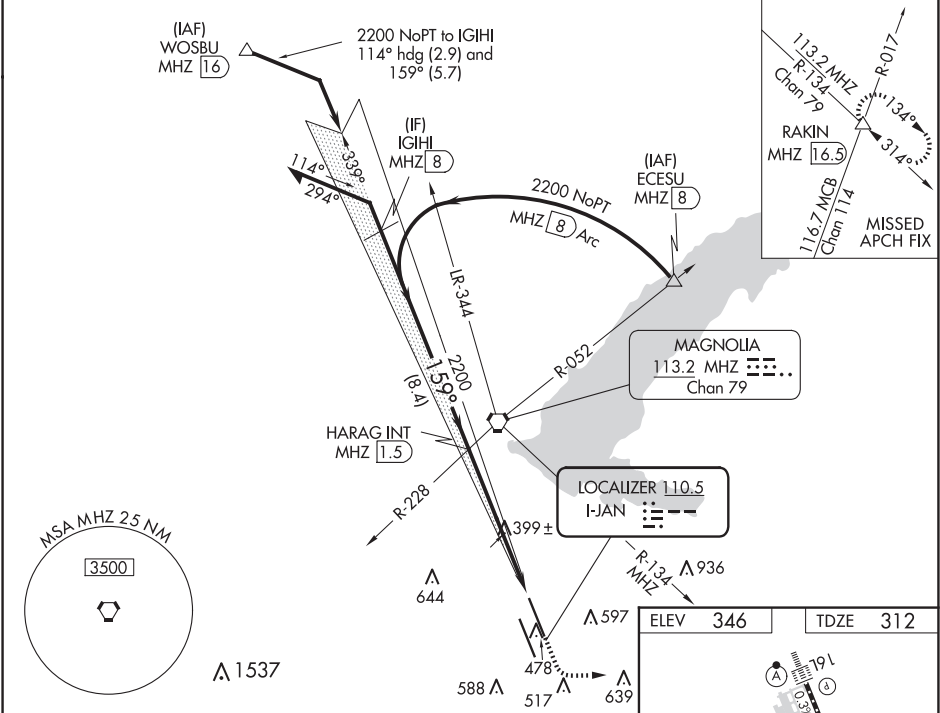 (IAF)
WOSBU
MHZ 16
2200 NoPT to IGIHI
114° hdg (2.9) and
159° (5.7)
(IF)
IGIHI
MHZ 8
(IAF)
ECESU
MHZ 8
2200 NoPT
MHZ 8 Arc
114°
294°
339°
LR-344
R-052
2200
159°
(8.4)
MAGNOLIA
113.2 MHZ
Chan 79
HARAG INT
MHZ 1.5
R-228
LOCALIZER 110.5
I-JAN
R-134
MHZ
399 ±
644
936
597
478
588
517
639
MSA MHZ 25 NM
3500
1537
113.2 MHZ
R-134
Chan 79
R-017
134°
314°
RAKIN
MHZ 16.5
116.7 MCB
Chan 114
MISSED
APCH FIX
ELEV 346
TDZE 312
A
16L
P